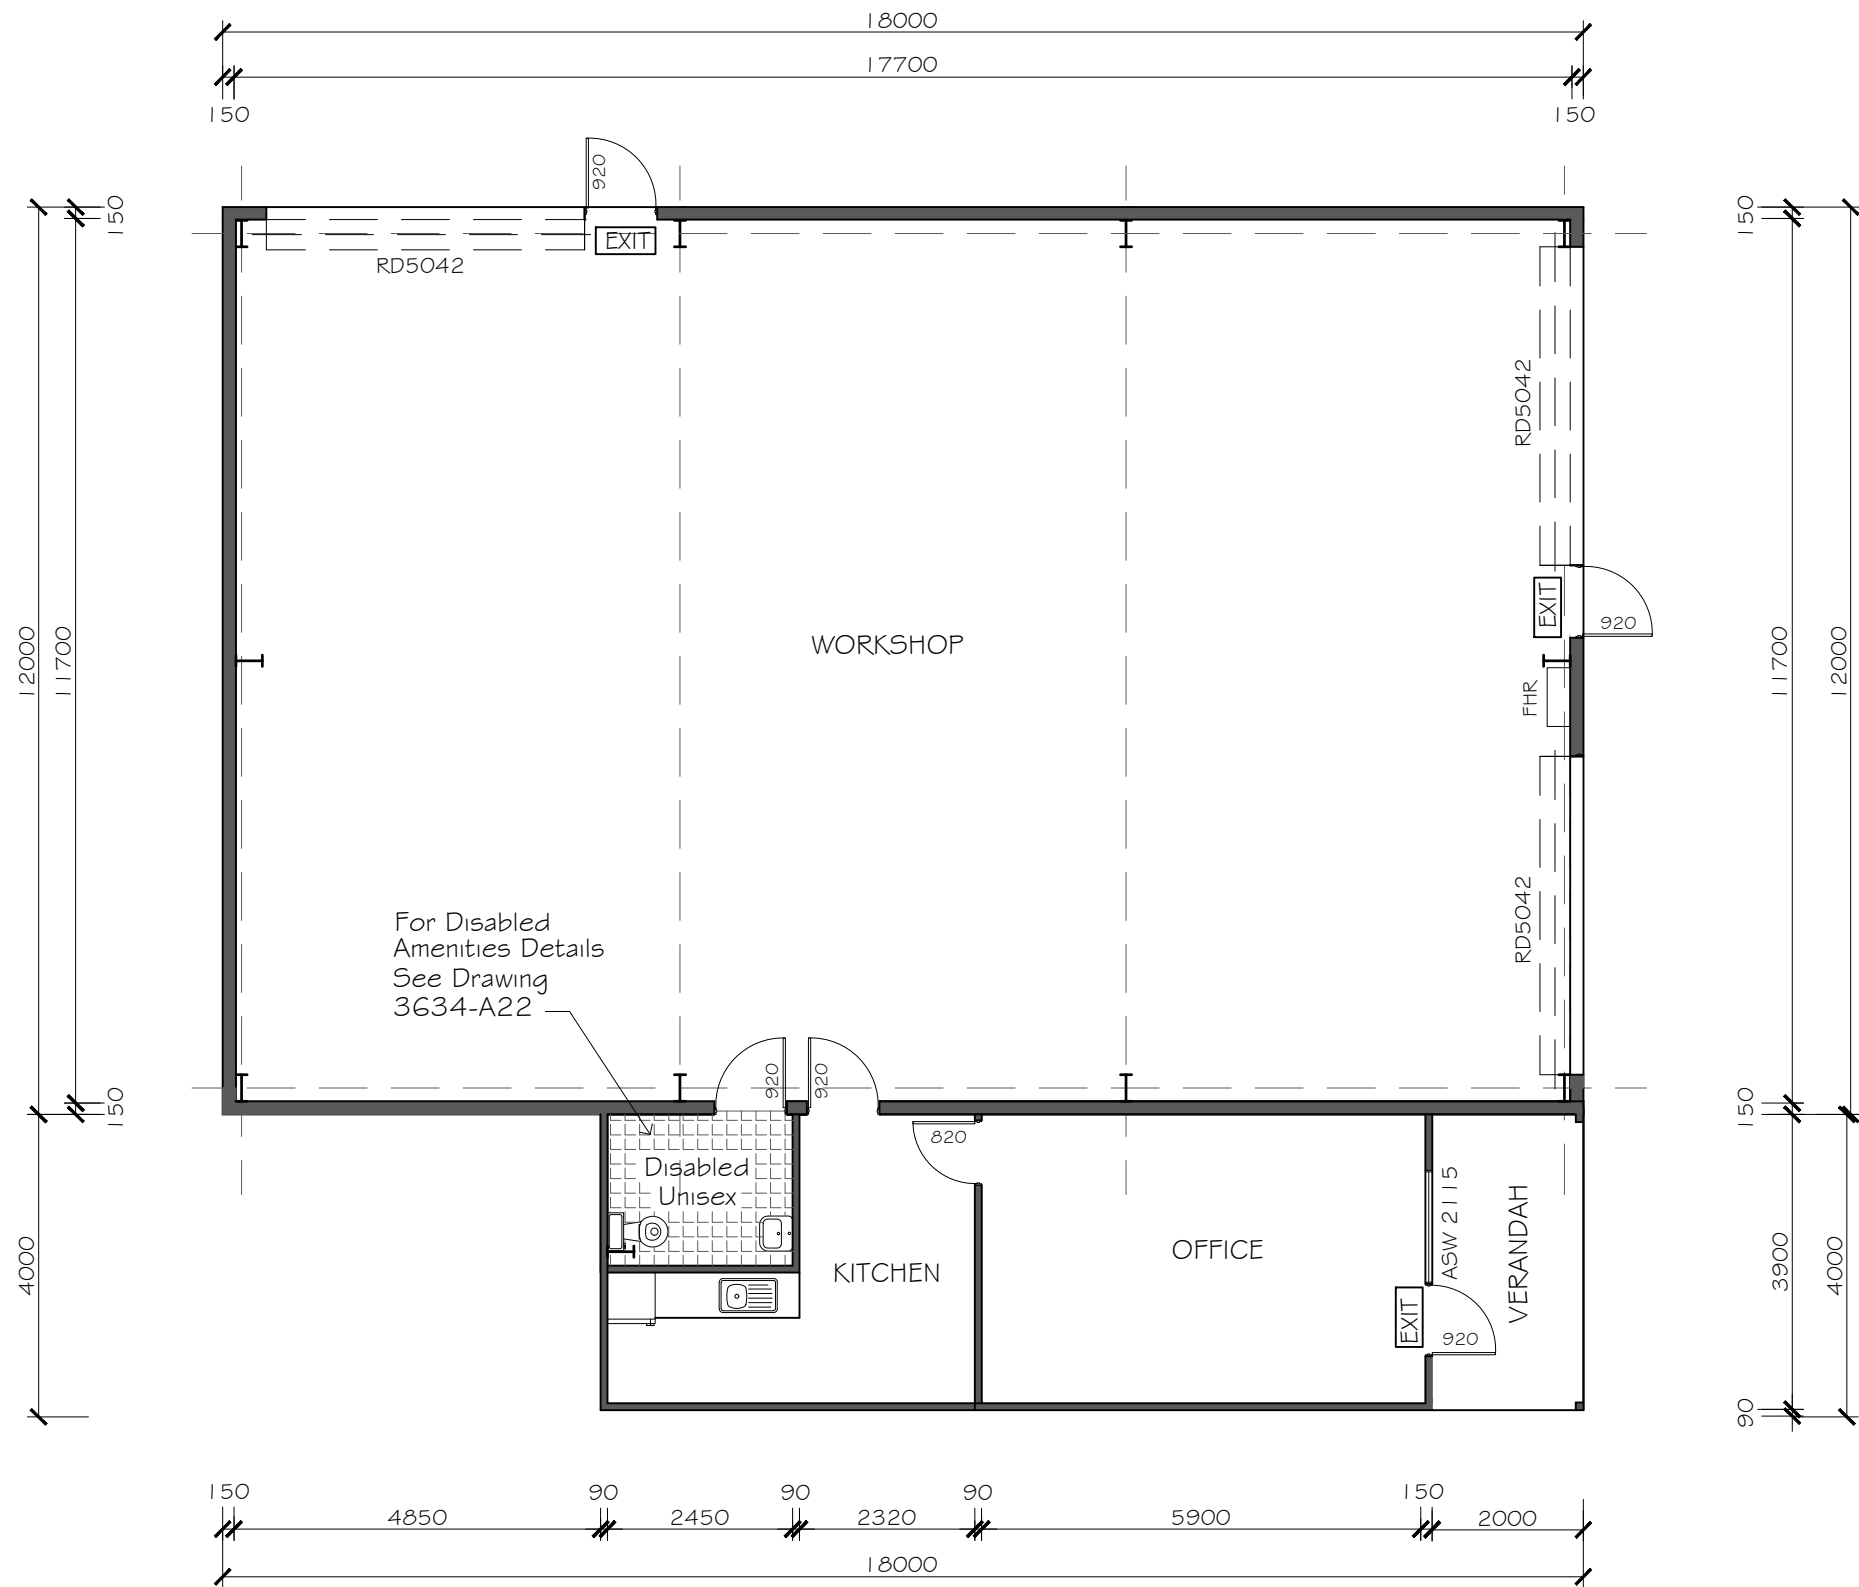 18000
17700
150
150
920
150
150
EXIT
RD5042
RD5042
EXIT
920
12000
11700
WORKSHOP
11700
12000
FHR
RD5042
For Disabled
Amenities Details
See Drawing
3634-A22
920
920
150
150
820
Disabled
Unisex
ASW 2115
VERANDAH
OFFICE
KITCHEN
4000
3900
4000
EXIT
920
90
150
90
90
90
150
4850
2450
2320
5900
2000
18000